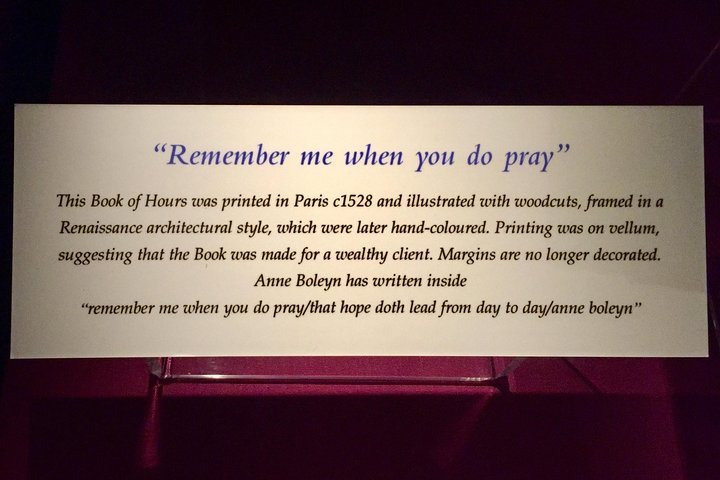 “Remember me when you do pray”
This Book of Hours was printed in Paris c1528 and illustrated with woodcuts, framed in a
Renaissance architectural style, which were later hand-coloured. Printing was on vellum,
suggesting that the Book was made for a wealthy client. Margins are no longer decorated.
Anne Boleyn has written inside
“remember me when you do pray/that hope doth lead from day to day/anne boleyn”